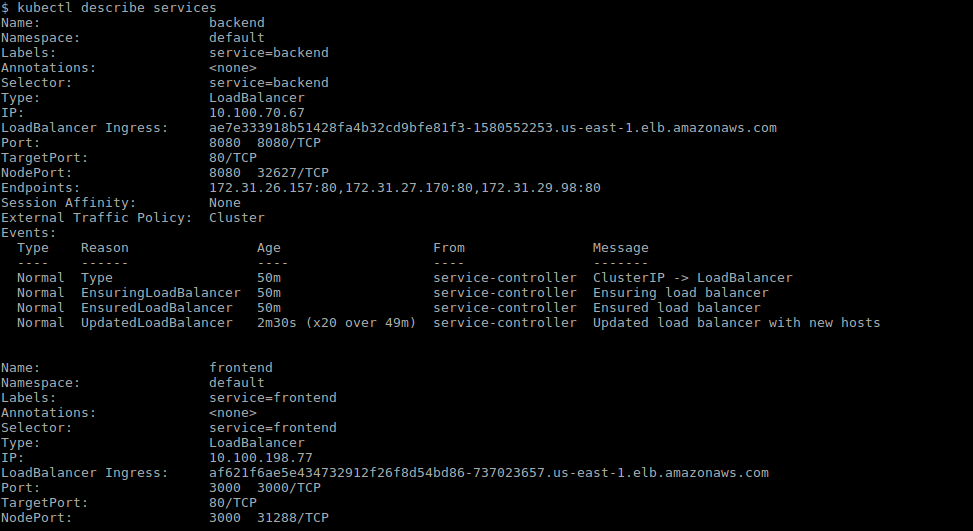 $ kubectl describe services
Name:                     backend
Namespace:                default
Labels:                   service=backend
Annotations:              <none>
Selector:                 service=backend
Type:                     LoadBalancer
IP:                       10.100.70.67
LoadBalancer Ingress:     ae7e333918b51428fa4b32cd9bfe81f3-1580552253.us-east-1.elb.amazonaws.com
Port:                     8080  8080/TCP
TargetPort:               80/TCP
NodePort:                 8080  32627/TCP
Endpoints:                172.31.26.157:80,172.31.27.170:80,172.31.29.98:80
Session Affinity:         None
External Traffic Policy:  Cluster
Events:
  Type    Reason                Age                   From                Message
  ----    ------                ----                  ----                -------
  Normal  Type                  50m                   service-controller  ClusterIP -> LoadBalancer
  Normal  EnsuringLoadBalancer  50m                   service-controller  Ensuring load balancer
  Normal  EnsuredLoadBalancer   50m                   service-controller  Ensured load balancer
  Normal  UpdatedLoadBalancer   2m30s (x20 over 49m)  service-controller  Updated load balancer with new hosts
Name:                     frontend
Namespace:                default
Labels:                   service=frontend
Annotations:              <none>
Selector:                 service=frontend
Type:                     LoadBalancer
IP:                       10.100.198.77
LoadBalancer Ingress:     af621f6ae5e434732912f26f8d54bd86-737023657.us-east-1.elb.amazonaws.com
Port:                     3000  3000/TCP
TargetPort:               80/TCP
NodePort:                 3000  31288/TCP